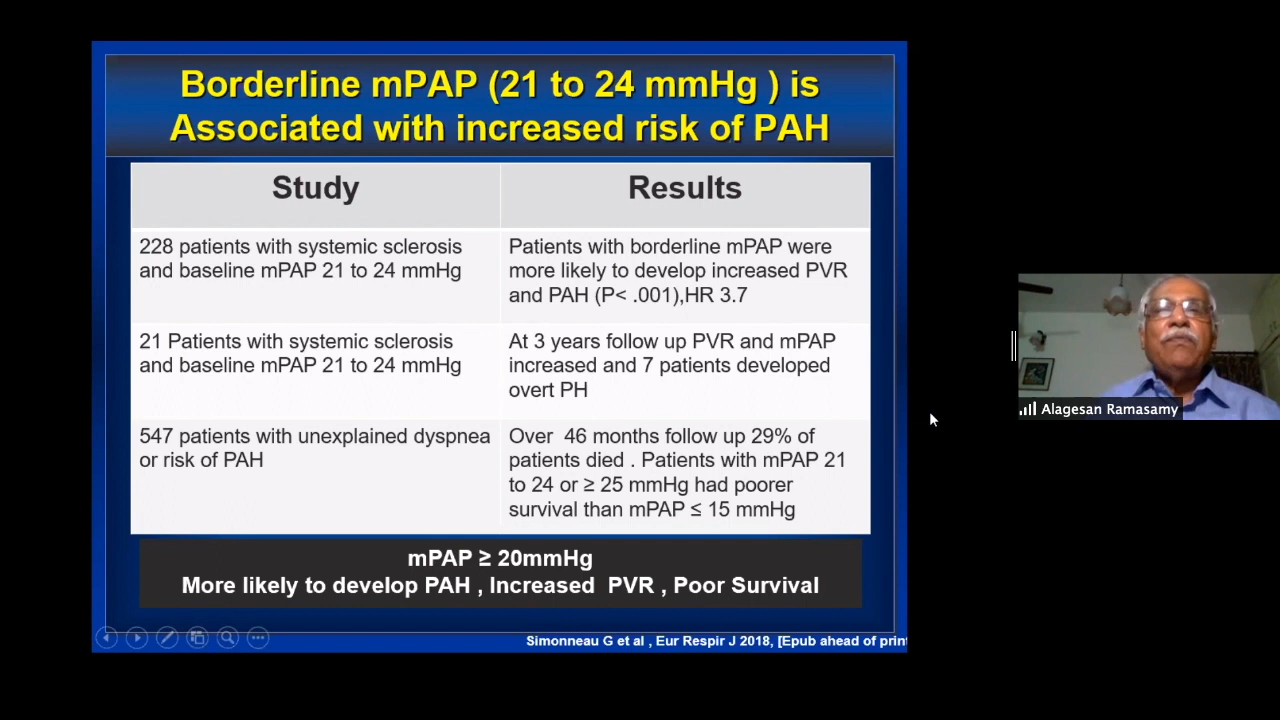 Borderline mPAP (21 to 24 mmHg ) is
Associated with increased risk of PAH
Study
Results
228 patients with systemic sclerosis
and baseline mPAP 21 to 24 mmHg
Patients with borderline mPAP were
more likely to develop increased PVR
and PAH (P< .001),HR 3.7
21 Patients with systemic sclerosis
and baseline mPAP 21 to 24 mmHg
At 3 years follow up PVR and mPAP
increased and 7 patients developed
overt PH
547 patients with unexplained dyspnea
or risk of PAH
Over 46 months follow up 29% of
patients died . Patients with mPAP 21
to 24 or ≥ 25 mmHg had poorer
survival than mPAP ≤ 15 mmHg
mPAP ≥ 20mmHg
More likely to develop PAH , Increased PVR , Poor Survival
Simonneau G et al , Eur Respir J 2018, [Epub ahead of prin
Alagesan Ramasamy